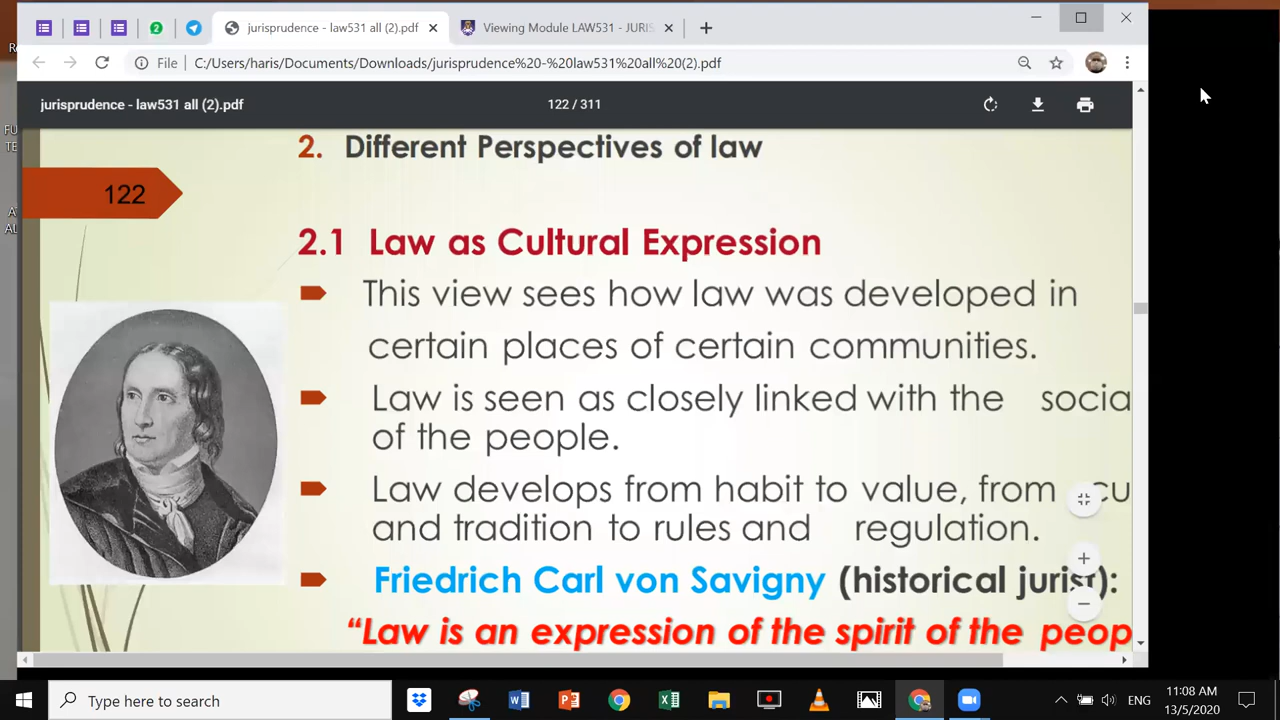 jurisprudence - law531 all (2).pdf
Viewing Module LAW531 - JURIS
File
C:/Users/haris/Documents/Downloads/jurisprudence%20-%20law531%20all%20(2).pdf
jurisprudence - law531 all (2).pdf
122 / 311
2. Different Perspectives of law
122
2.1 Law as Cultural Expression
This view sees how law was developed in
certain places of certain communities.
Law is seen as closely linked with the socia
of the people.
Law develops from habit to value, from cu
and tradition to rules and regulation.
Friedrich Carl von Savigny (historical jurist):
“Law is an expression of the spirit of the peop
Type here to search
ENG
11:08 AM
13/5/2020